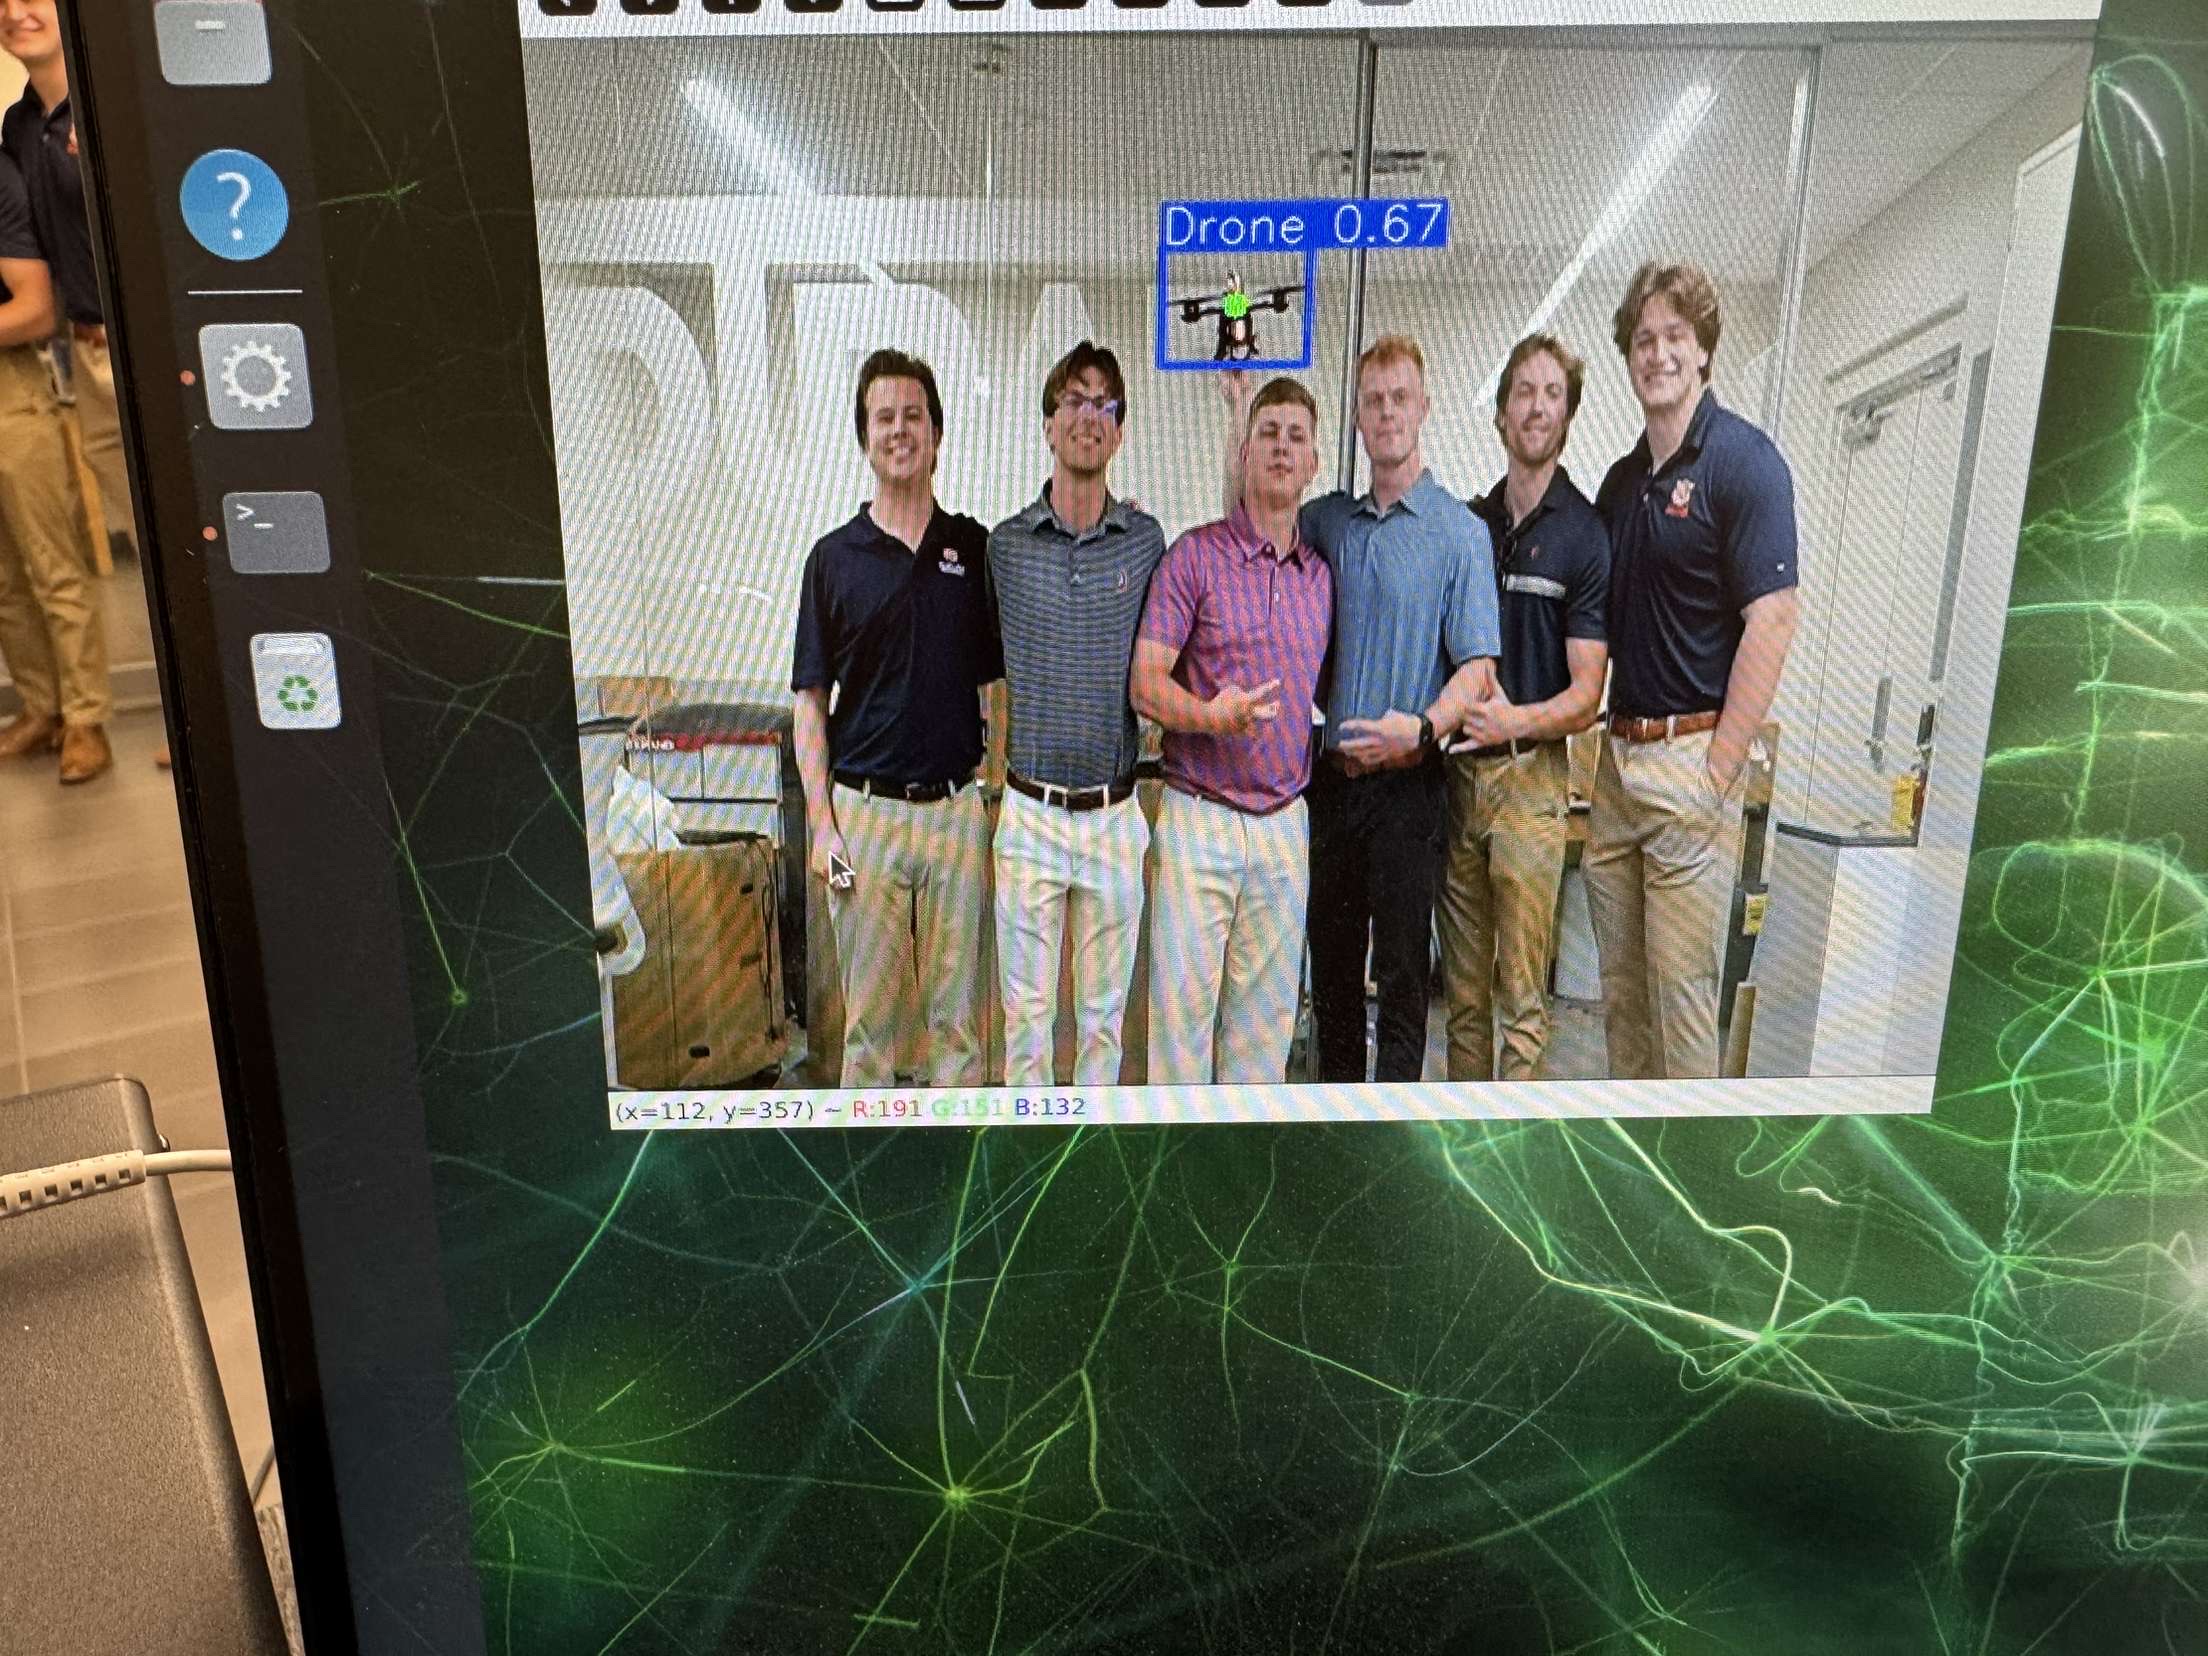 Drone 0.67
?
>_
(x=112, y=357) ~ R:191 G:151 B:132